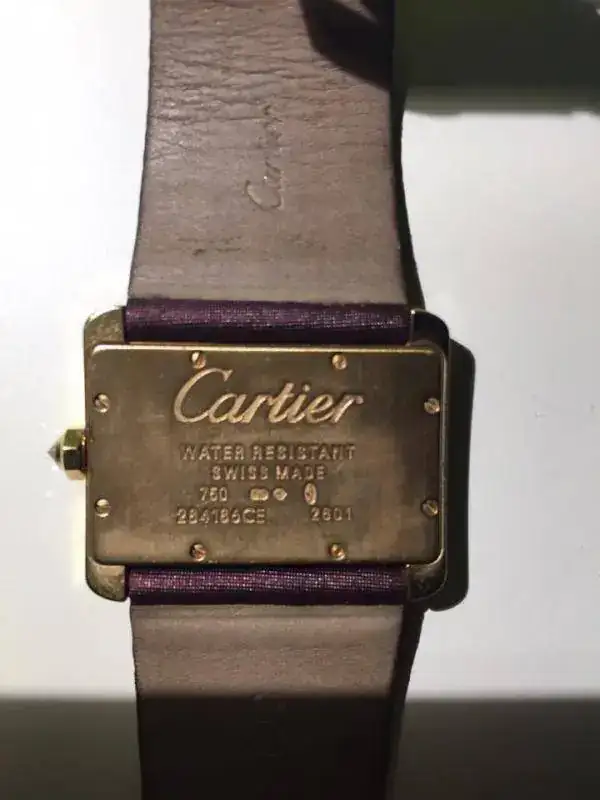 Cartier
Cartier
WATER RESISTANT
SWISS MADE
750
284186CE 2601